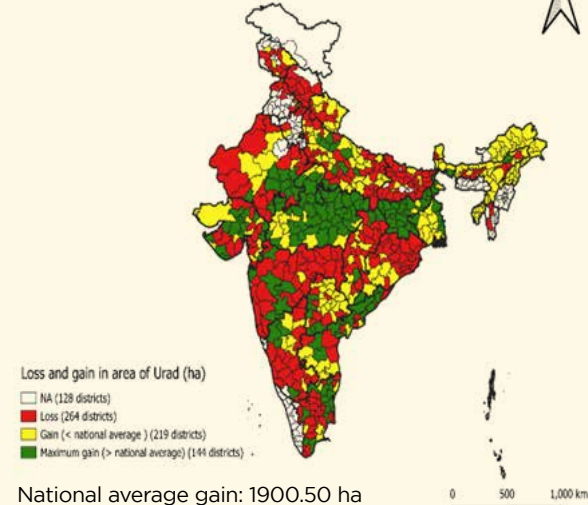 Loss and gain in area of Urad (ha)
NA (128 districts)
Loss (264 districts)
Gain (< national average ) (219 districts)
Maximum gain (> national average) (144 districts)
National average gain: 1900.50 ha
0 500 1,000 km